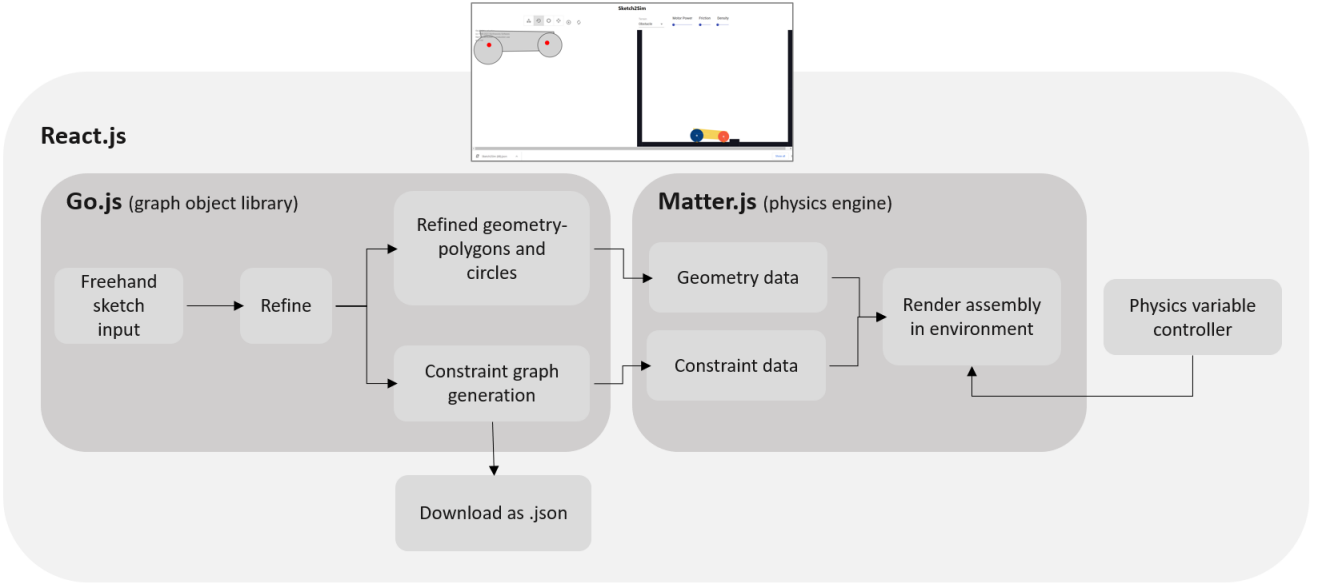 Sketch2Sim
Motor Power Friction Density
React.js
Go.js (graph object library)
Matter.js (physics engine)
Freehand
sketch
input
Refine
Refined geometry-
polygons and
circles
Constraint graph
generation
Geometry data
Constraint data
Render assembly
in environment
Physics variable
controller
Download as .json